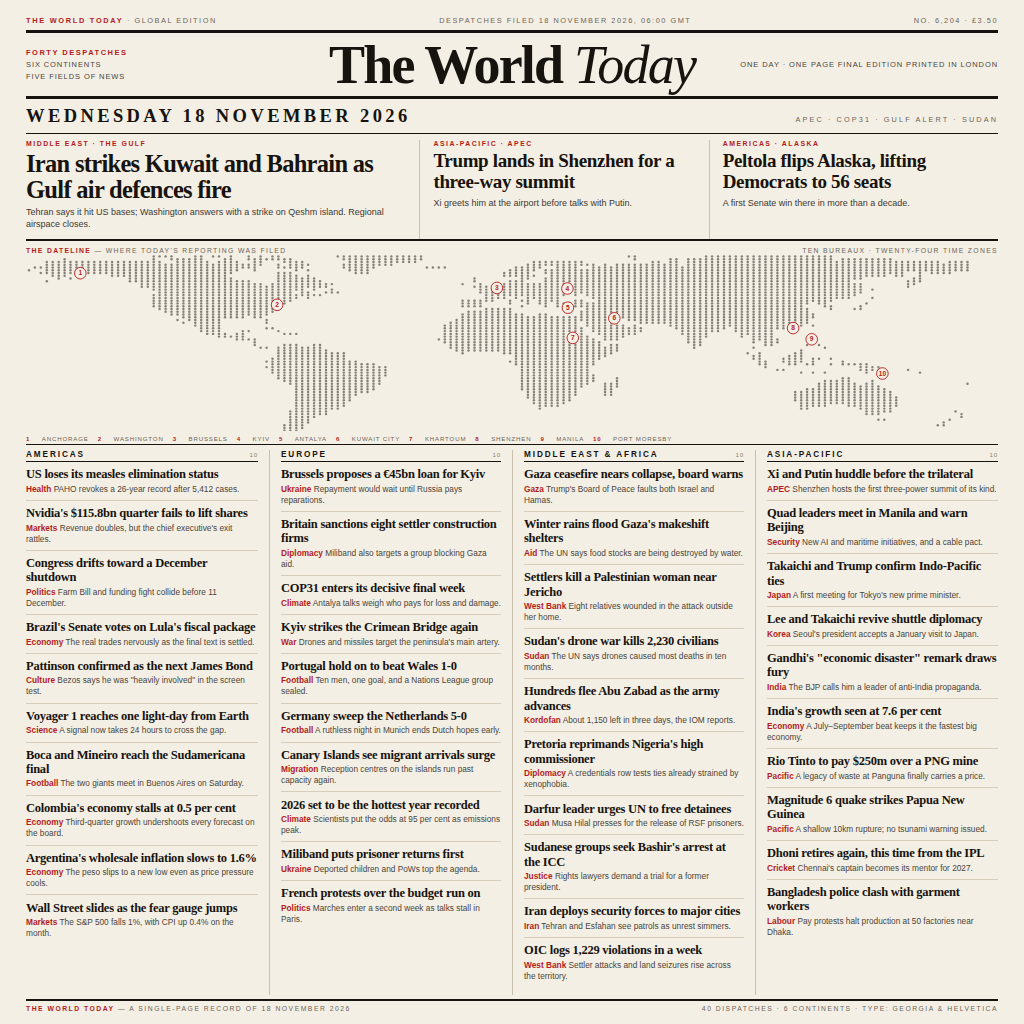 THE WORLD TODAY · GLOBAL EDITION
DESPATCHES FILED 18 NOVEMBER 2026, 06:00 GMT
NO. 6,204 · £3.50
FORTY DESPATCHES
SIX CONTINENTS
FIVE FIELDS OF NEWS
The World Today
ONE DAY · ONE PAGE FINAL EDITION PRINTED IN LONDON
WEDNESDAY 18 NOVEMBER 2026
APEC · COP31 · GULF ALERT · SUDAN
MIDDLE EAST · THE GULF
Iran strikes Kuwait and Bahrain as
Gulf air defences fire
Tehran says it hit US bases; Washington answers with a strike on Qeshm island. Regional
airspace closes.
ASIA-PACIFIC · APEC
Trump lands in Shenzhen for a
three-way summit
Xi greets him at the airport before talks with Putin.
AMERICAS · ALASKA
Peltola flips Alaska, lifting
Democrats to 56 seats
A first Senate win there in more than a decade.
THE DATELINE — WHERE TODAY'S REPORTING WAS FILED
TEN BUREAUX · TWENTY-FOUR TIME ZONES
1
2
3
4
5
6
7
8
9
10
1 ANCHORAGE 2 WASHINGTON 3 BRUSSELS 4 KYIV 5 ANTALYA 6 KUWAIT CITY 7 KHARTOUM 8 SHENZHEN 9 MANILA 10 PORT MORESBY
AMERICAS 10
US loses its measles elimination status
Health PAHO revokes a 26-year record after 5,412 cases.
Nvidia's $115.8bn quarter fails to lift shares
Markets Revenue doubles, but the chief executive's exit
rattles.
Congress drifts toward a December
shutdown
Politics Farm Bill and funding fight collide before 11
December.
Brazil's Senate votes on Lula's fiscal package
Economy The real trades nervously as the final text is settled.
Pattinson confirmed as the next James Bond
Culture Bezos says he was "heavily involved" in the screen
test.
Voyager 1 reaches one light-day from Earth
Science A signal now takes 24 hours to cross the gap.
Boca and Mineiro reach the Sudamericana
final
Football The two giants meet in Buenos Aires on Saturday.
Colombia's economy stalls at 0.5 per cent
Economy Third-quarter growth undershoots every forecast on
the board.
Argentina's wholesale inflation slows to 1.6%
Economy The peso slips to a new low even as price pressure
cools.
Wall Street slides as the fear gauge jumps
Markets The S&P 500 falls 1%, with CPI up 0.4% on the
month.
EUROPE 10
Brussels proposes a €45bn loan for Kyiv
Ukraine Repayment would wait until Russia pays
reparations.
Britain sanctions eight settler construction
firms
Diplomacy Miliband also targets a group blocking Gaza
aid.
COP31 enters its decisive final week
Climate Antalya talks weigh who pays for loss and damage.
Kyiv strikes the Crimean Bridge again
War Drones and missiles target the peninsula's main artery.
Portugal hold on to beat Wales 1-0
Football Ten men, one goal, and a Nations League group
sealed.
Germany sweep the Netherlands 5-0
Football A ruthless night in Munich ends Dutch hopes early.
Canary Islands see migrant arrivals surge
Migration Reception centres on the islands run past
capacity again.
2026 set to be the hottest year recorded
Climate Scientists put the odds at 95 per cent as emissions
peak.
Miliband puts prisoner returns first
Ukraine Deported children and PoWs top the agenda.
French protests over the budget run on
Politics Marches enter a second week as talks stall in
Paris.
MIDDLE EAST & AFRICA 10
Gaza ceasefire nears collapse, board warns
Gaza Trump's Board of Peace faults both Israel and
Hamas.
Winter rains flood Gaza's makeshift
shelters
Aid The UN says food stocks are being destroyed by water.
Settlers kill a Palestinian woman near
Jericho
West Bank Eight relatives wounded in the attack outside
her home.
Sudan's drone war kills 2,230 civilians
Sudan The UN says drones caused most deaths in ten
months.
Hundreds flee Abu Zabad as the army
advances
Kordofan About 1,150 left in three days, the IOM reports.
Pretoria reprimands Nigeria's high
commissioner
Diplomacy A credentials row tests ties already strained by
xenophobia.
Darfur leader urges UN to free detainees
Sudan Musa Hilal presses for the release of RSF prisoners.
Sudanese groups seek Bashir's arrest at
the ICC
Justice Rights lawyers demand a trial for a former
president.
Iran deploys security forces to major cities
Iran Tehran and Esfahan see patrols as unrest simmers.
OIC logs 1,229 violations in a week
West Bank Settler attacks and land seizures rise across
the territory.
ASIA-PACIFIC 10
Xi and Putin huddle before the trilateral
APEC Shenzhen hosts the first three-power summit of its kind.
Quad leaders meet in Manila and warn
Beijing
Security New AI and maritime initiatives, and a cable pact.
Takaichi and Trump confirm Indo-Pacific
ties
Japan A first meeting for Tokyo's new prime minister.
Lee and Takaichi revive shuttle diplomacy
Korea Seoul's president accepts a January visit to Japan.
Gandhi's "economic disaster" remark draws
fury
India The BJP calls him a leader of anti-India propaganda.
India's growth seen at 7.6 per cent
Economy A July–September beat keeps it the fastest big
economy.
Rio Tinto to pay $250m over a PNG mine
Pacific A legacy of waste at Panguna finally carries a price.
Magnitude 6 quake strikes Papua New
Guinea
Pacific A shallow 10km rupture; no tsunami warning issued.
Dhoni retires again, this time from the IPL
Cricket Chennai's captain becomes its mentor for 2027.
Bangladesh police clash with garment
workers
Labour Pay protests halt production at 50 factories near
Dhaka.
THE WORLD TODAY — A SINGLE-PAGE RECORD OF 18 NOVEMBER 2026
40 DISPATCHES · 6 CONTINENTS · TYPE: GEORGIA & HELVETICA